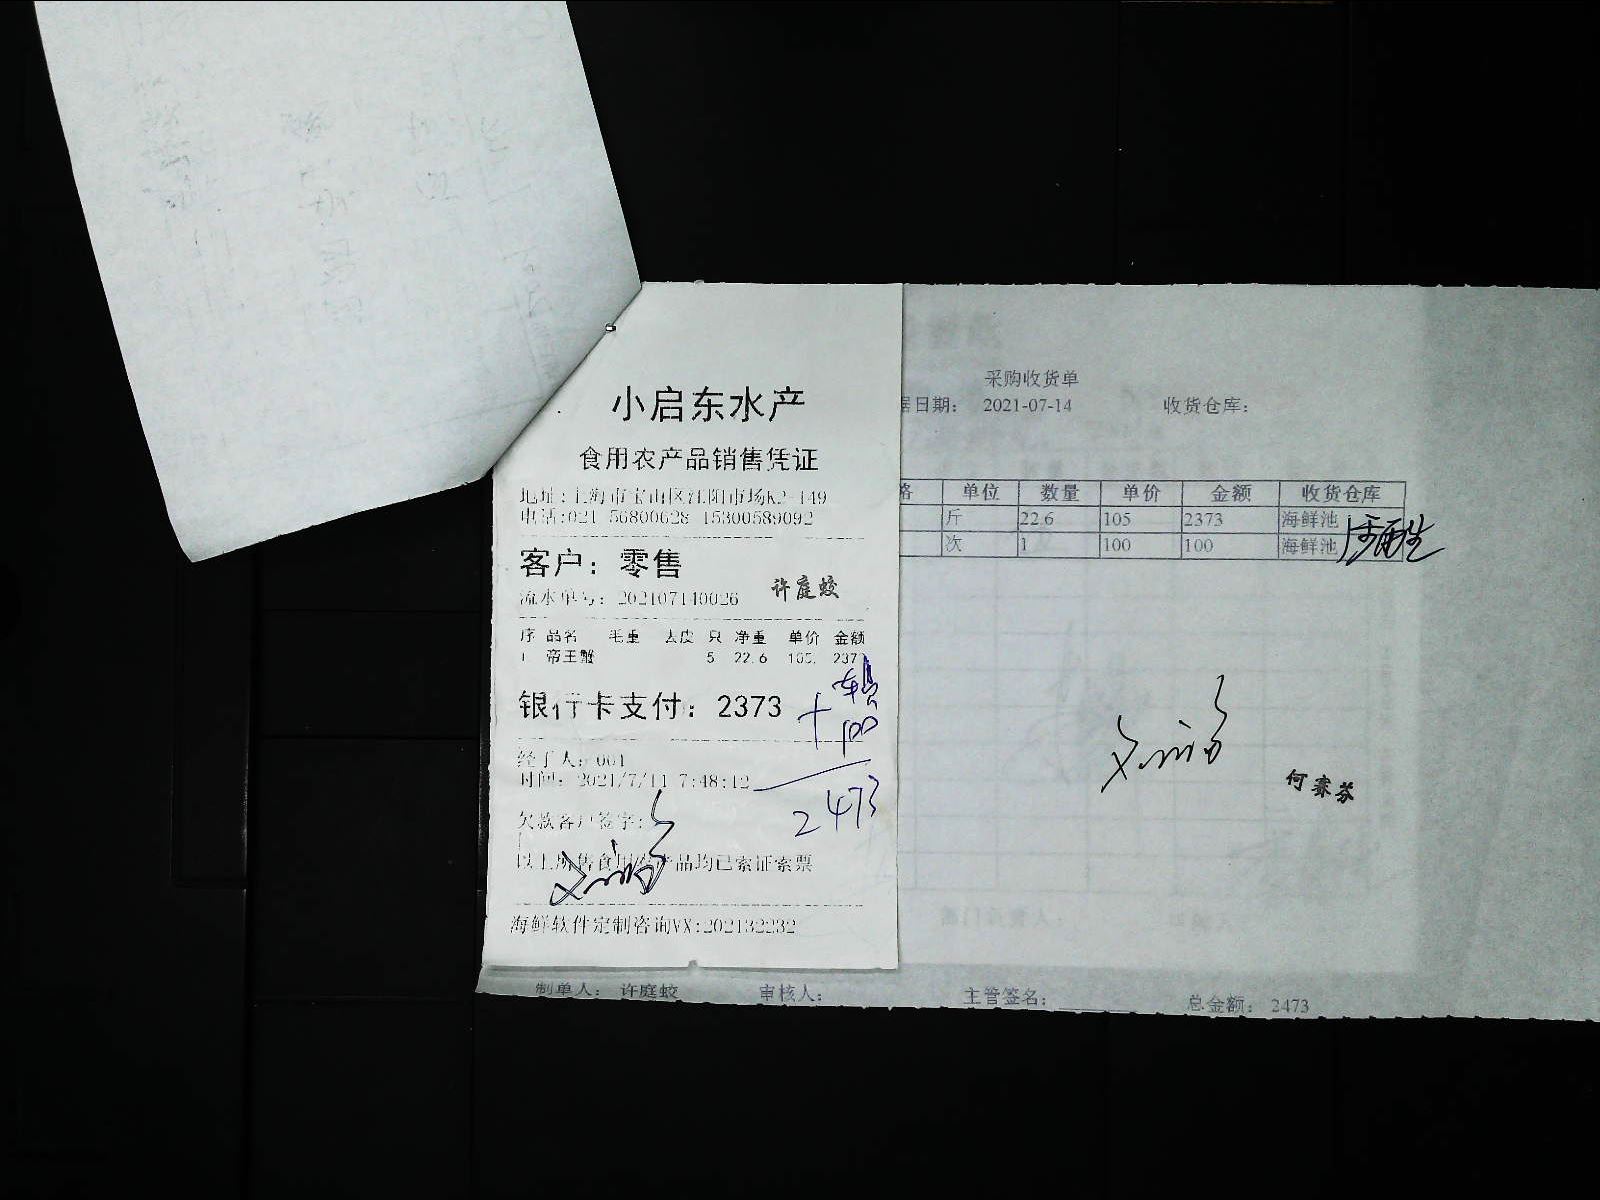 小启东水产
食用农产品销售凭证
地址:上海市宝山区江阳市场K2-149
电话:021-56800628 15300589092
客户：零售
流水单号：202107140026
许庭蛟
序 品名 毛重 去皮 只 净重 单价 金额
1 帝王蟹 5 22.6 105. 2373
银行卡支付：2373
+ 100
2473
经手人：001
时间：2021/7/14 7:48:12
欠款客户签字：
以上所售食用农产品均已索证索票
海鲜软件定制咨询VX:202132232
采购收货单
据日期： 2021-07-14 收货仓库：
格 单位 数量 单价 金额 收货仓库
斤 22.6 105 2373 海鲜池
次 1 100 100 海鲜池
何赛芬
制单人： 许庭蛟 审核人： 主管签名： 总金额： 2473